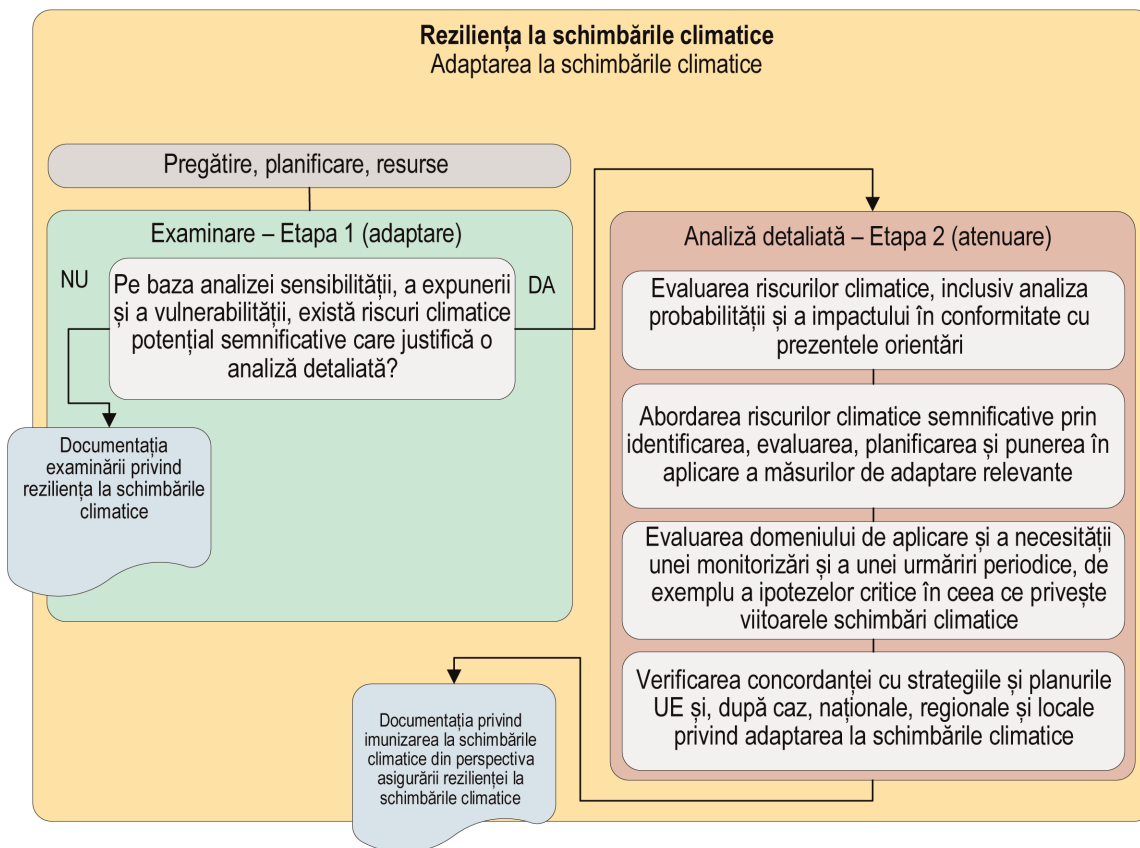 Reziliența la schimbările climatice
Adaptarea la schimbările climatice
Pregătire, planificare, resurse
Examinare – Etapa 1 (adaptare)
NU
Pe baza analizei sensibilității, a expunerii
și a vulnerabilității, există riscuri climatice
potențial semnificative care justifică o
analiză detaliată?
DA
Documentația
examinării privind
reziliența la schimbările
climatice
Analiză detaliată – Etapa 2 (atenuare)
Evaluarea riscurilor climatice, inclusiv analiza
probabilității și a impactului în conformitate cu
prezentele orientări
Abordarea riscurilor climatice semnificative prin
identificarea, evaluarea, planificarea și punerea în
aplicare a măsurilor de adaptare relevante
Evaluarea domeniului de aplicare și a necesității
unei monitorizări și a unei urmăriri periodice, de
exemplu a ipotezelor critice în ceea ce privește
viitoarele schimbări climatice
Verificarea concordanței cu strategiile și planurile
UE și, după caz, naționale, regionale și locale
privind adaptarea la schimbările climatice
Documentația privind
imunizarea la schimbările
climatice din perspectiva
asigurării rezilienței la
schimbările climatice